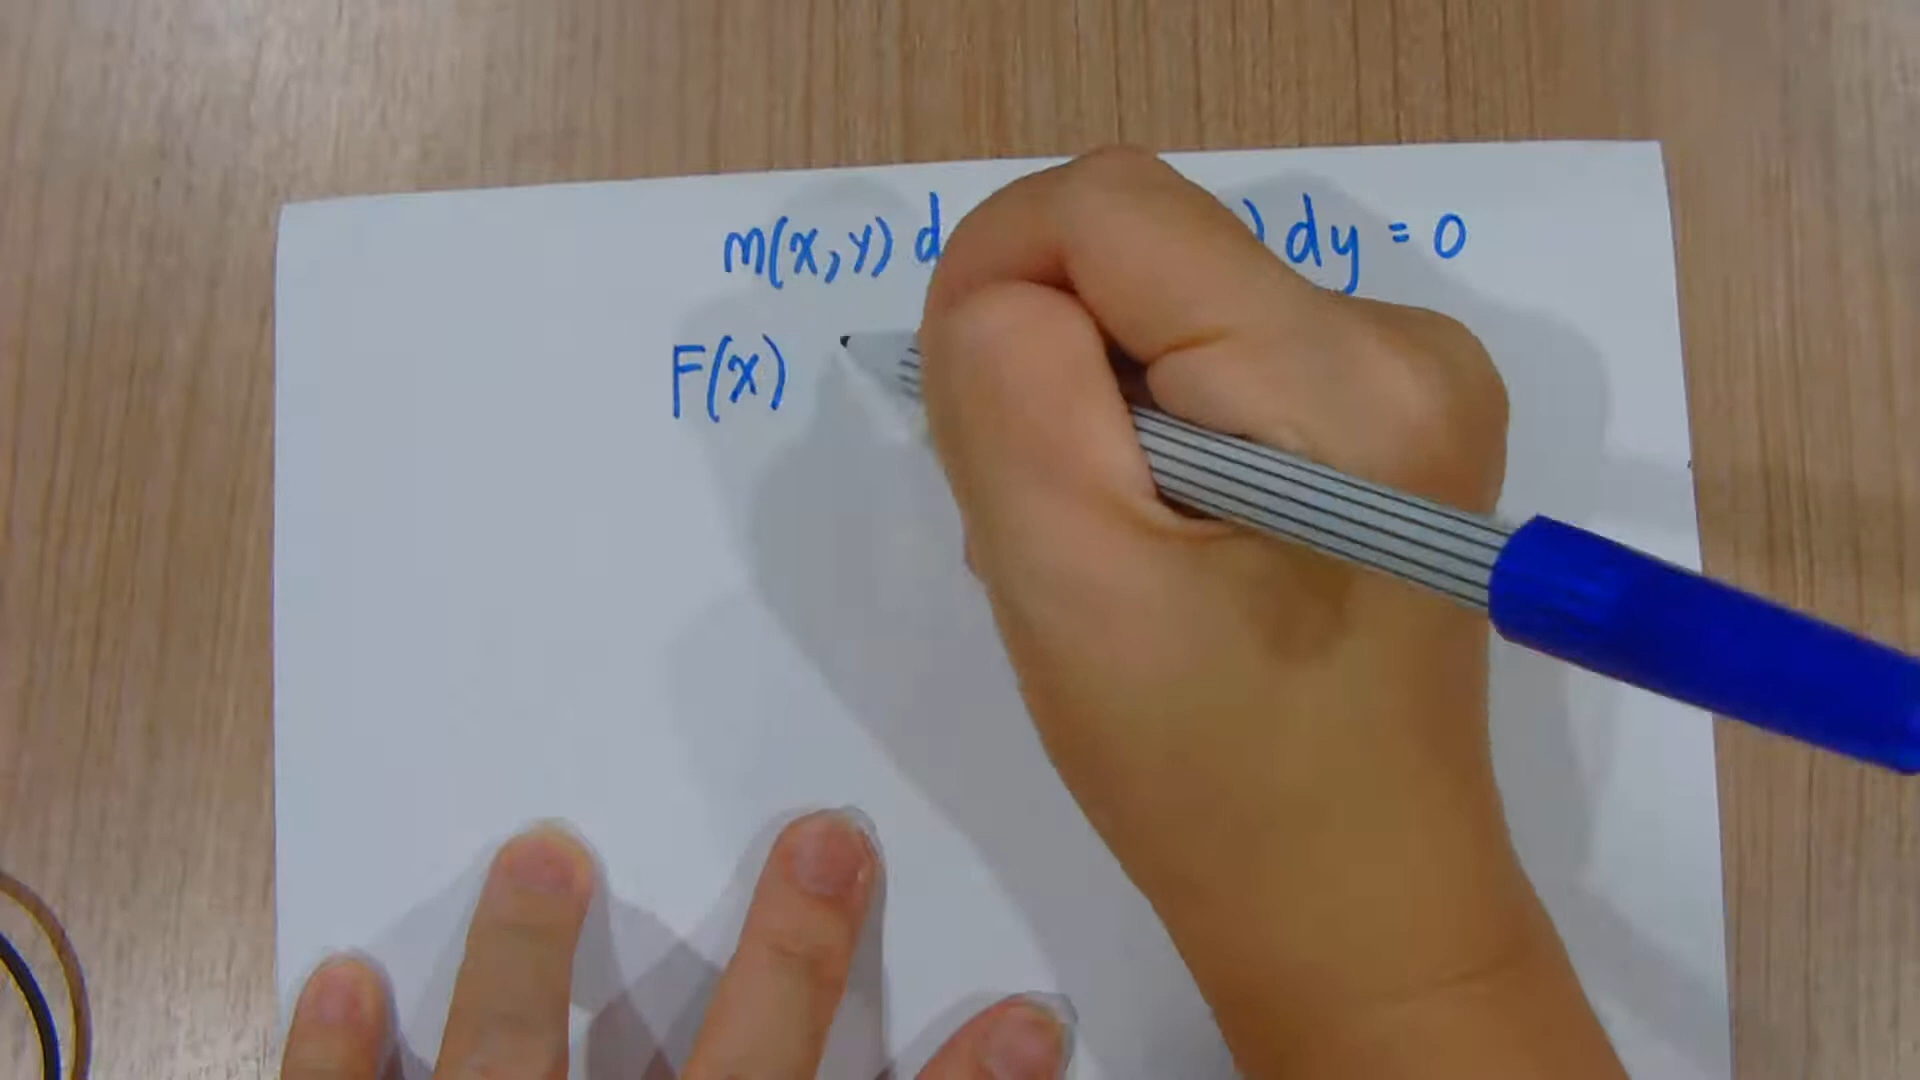 m(x,y) d ) dy = 0
F(x)